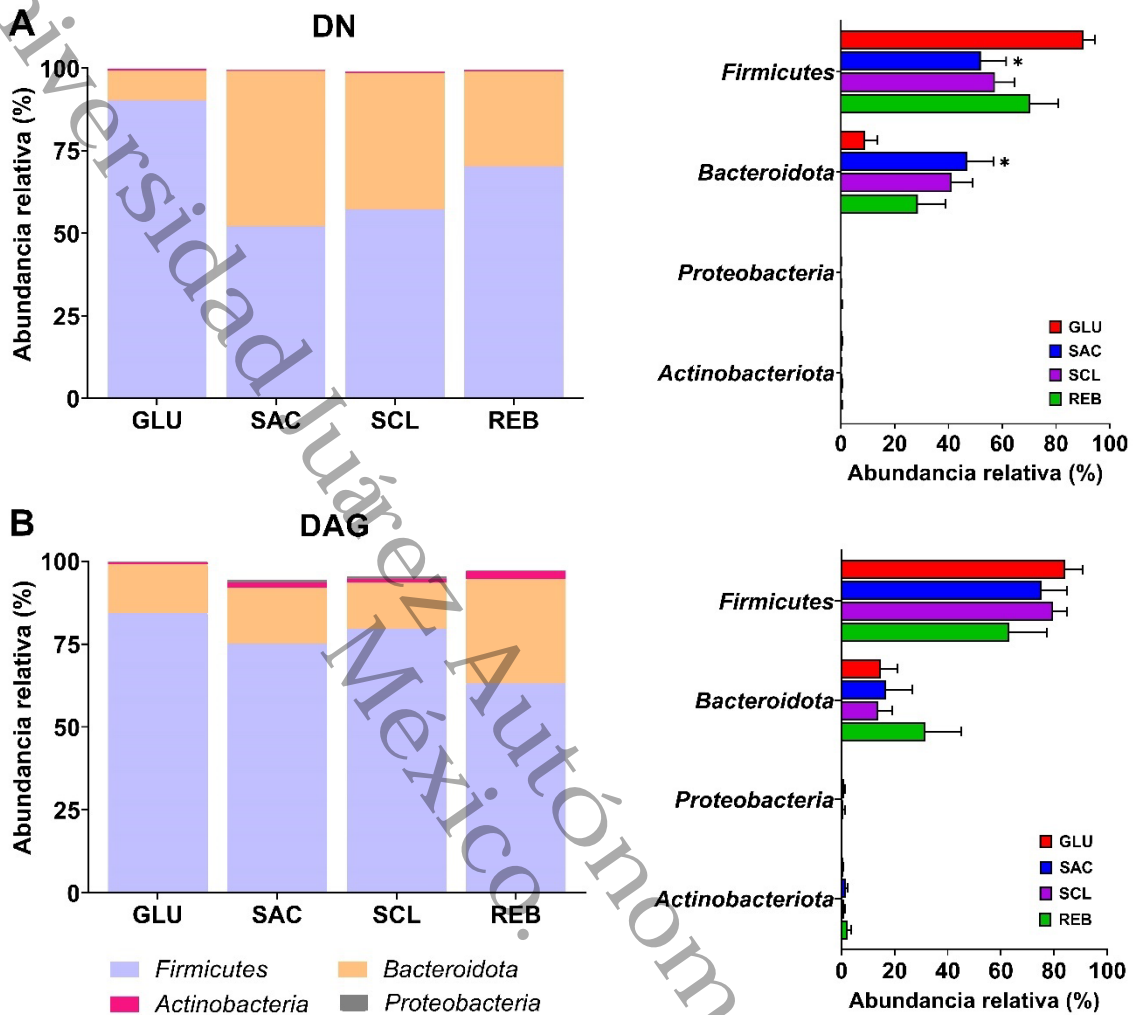 A
DN
Abundancia relativa (%)
100
75
50
25
0
GLU
SAC
SCL
REB
Firmicutes
*
Bacteroidota
*
Proteobacteria
Actinobacteriota
GLU
SAC
SCL
REB
0 20 40 60 80 100
Abundancia relativa (%)
B
DAG
Abundancia relativa (%)
100
75
50
25
0
GLU
SAC
SCL
REB
Firmicutes
Bacteroidota
Actinobacteria
Proteobacteria
Firmicutes
Bacteroidota
Proteobacteria
Actinobacteriota
GLU
SAC
SCL
REB
0 20 40 60 80 100
Abundancia relativa (%)
niversidad Juárez Autónom
México.